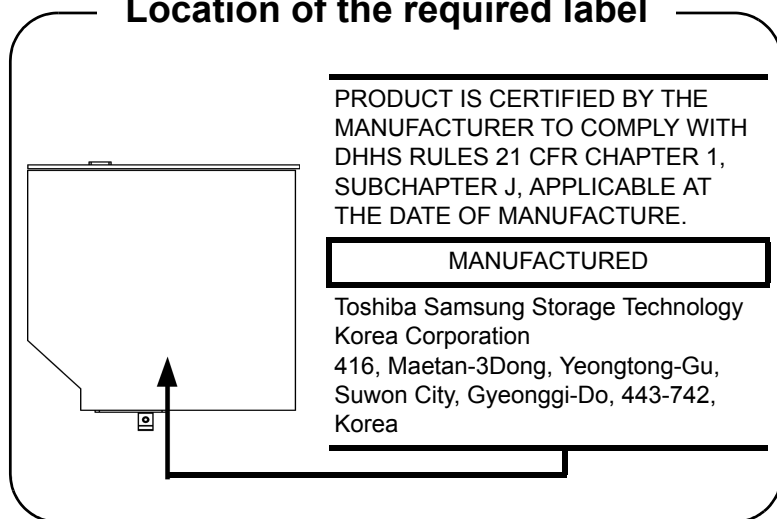 Location of the required label
PRODUCT IS CERTIFIED BY THE
MANUFACTURER TO COMPLY WITH
DHHS RULES 21 CFR CHAPTER 1,
SUBCHAPTER J, APPLICABLE AT
THE DATE OF MANUFACTURE.
MANUFACTURED
Toshiba Samsung Storage Technology
Korea Corporation
416, Maetan-3Dong, Yeongtong-Gu,
Suwon City, Gyeonggi-Do, 443-742,
Korea